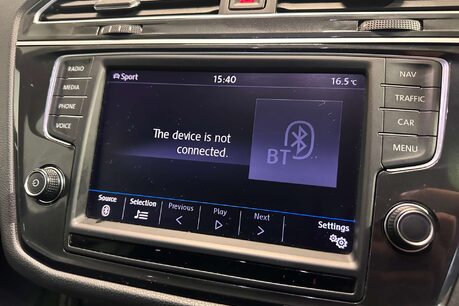 RADIO
MEDIA
PHONE
VOICE
Sport 15:40 16.5°C
The device is not
connected.
BT
Source Selection Previous Play Next Settings
NAV
TRAFFIC
CAR
MENU